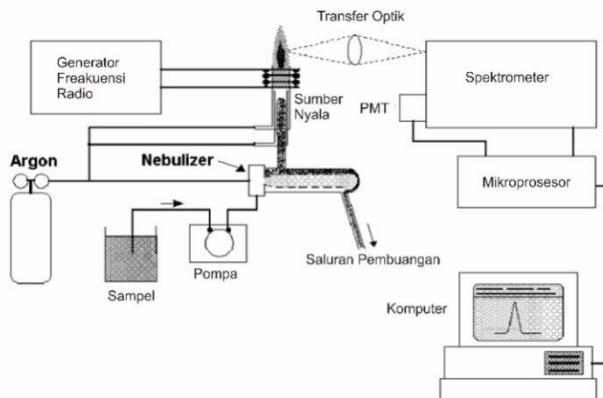 Transfer Optik
Generator
Freakuensi
Radio
Spektrometer
Sumber
Nyala
PMT
Argon
Nebulizer
Mikroprosesor
Pompa
Saluran Pembuangan
Sampel
Komputer